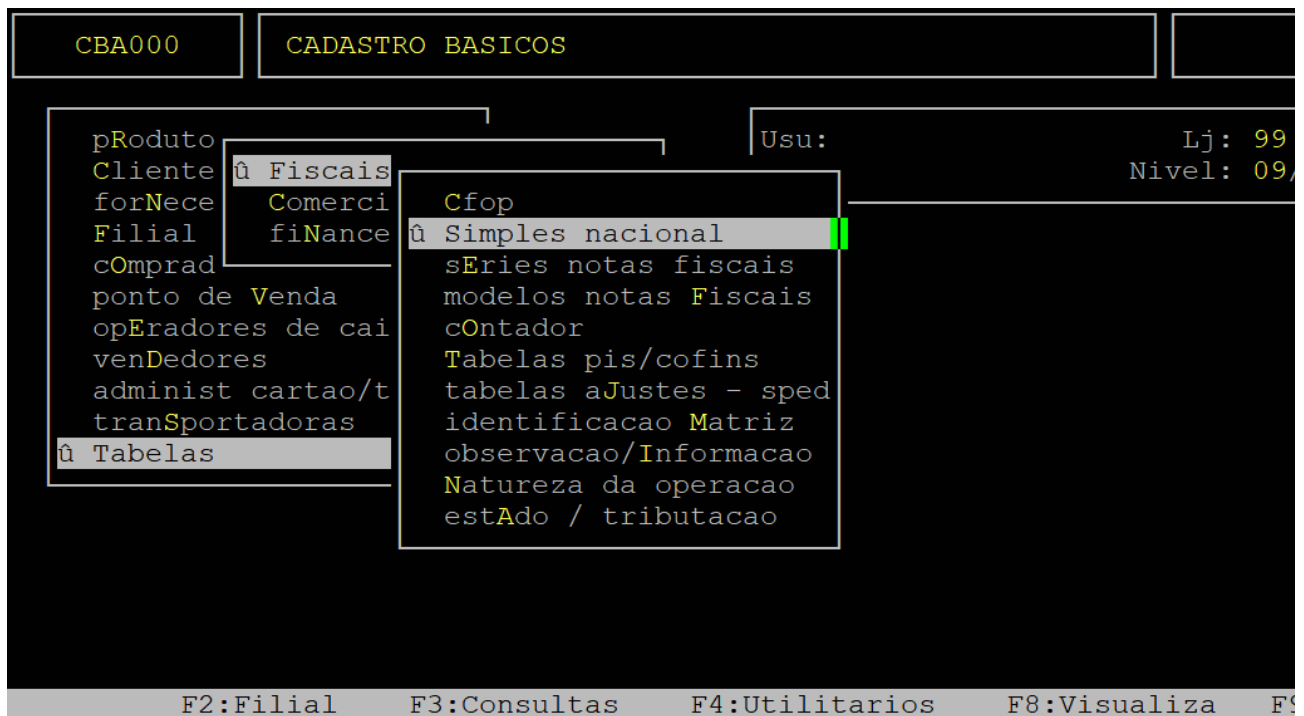 CBA000
CADASTRO BASICOS
Usu:
Lj: 99
Nivel: 09/
pRoduto
Cliente
forNece
Filial
cOmprad
ponto de Venda
opEradores de cai
venDedores
administ cartao/t
tranSportadoras
û Tabelas
û Fiscais
Comerci
fiNance
Cfop
û Simples nacional
sEries notas fiscais
modelos notas Fiscais
cOntador
Tabelas pis/cofins
tabelas aJustes - sped
identificacao Matriz
observacao/Informacao
Natureza da operacao
estAdo / tributacao
F2:Filial F3:Consultas F4:Utilitarios F8:Visualiza F9